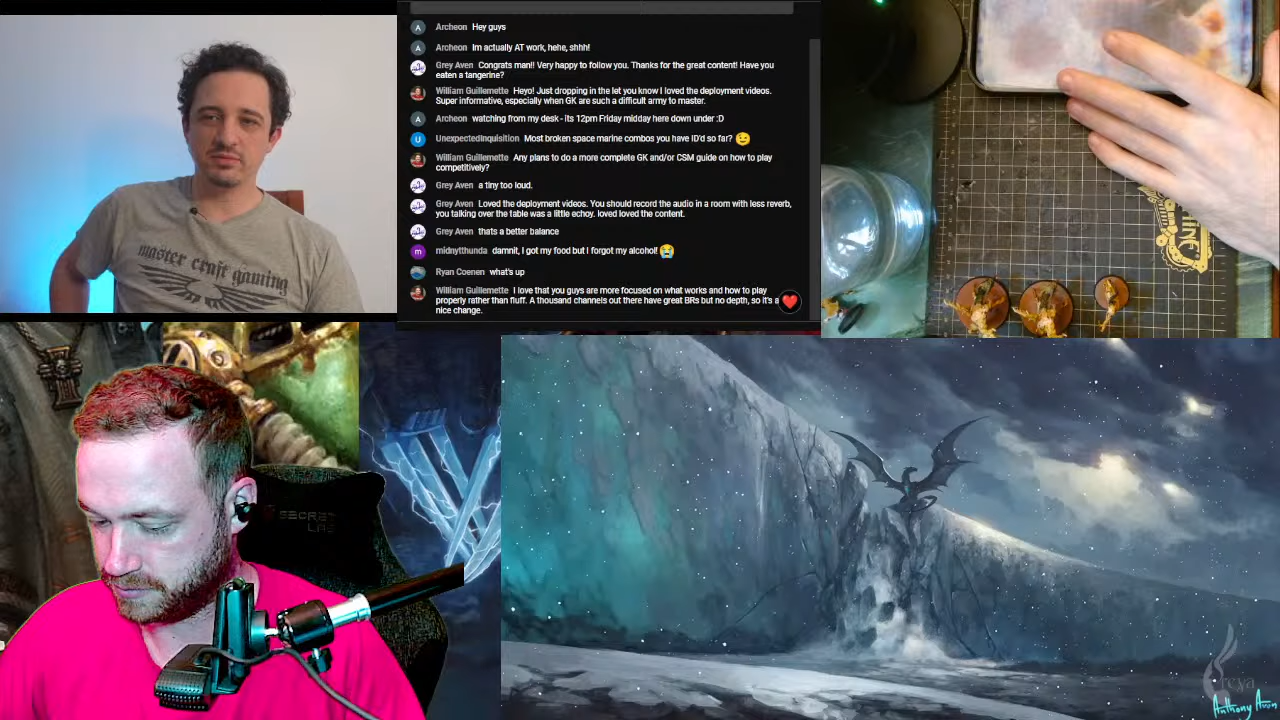 Archeon Hey guys
Archeon Im actually AT work, hehe, shhh!
Grey Aven Congrats man!! Very happy to follow you. Thanks for the great content! Have you
eaten a tangerine?
William Guillemette Heyo! Just dropping in the let you know I loved the deployment videos.
Super informative, especially when GK are such a difficult army to master.
Archeon watching from my desk - its 12pm Friday midday here down under :D
UnexpectedInquisition Most broken space marine combos you have ID'd so far? 😉
William Guillemette Any plans to do a more complete GK and/or CSM guide on how to play
competitively?
Grey Aven a tiny too loud.
Grey Aven Loved the deployment videos. You should record the audio in a room with less reverb,
you talking over the table was a little echoy. loved loved the content.
Grey Aven thats a better balance
midnytthunda damnit, I got my food but I forgot my alcohol! 😭
Ryan Coenen what's up
William Guillemette I love that you guys are more focused on what works and how to play
properly rather than fluff. A thousand channels out there have great BRs but no depth, so it's a
nice change.
master craft gaming
SECRET
LAB
Anthony Avon